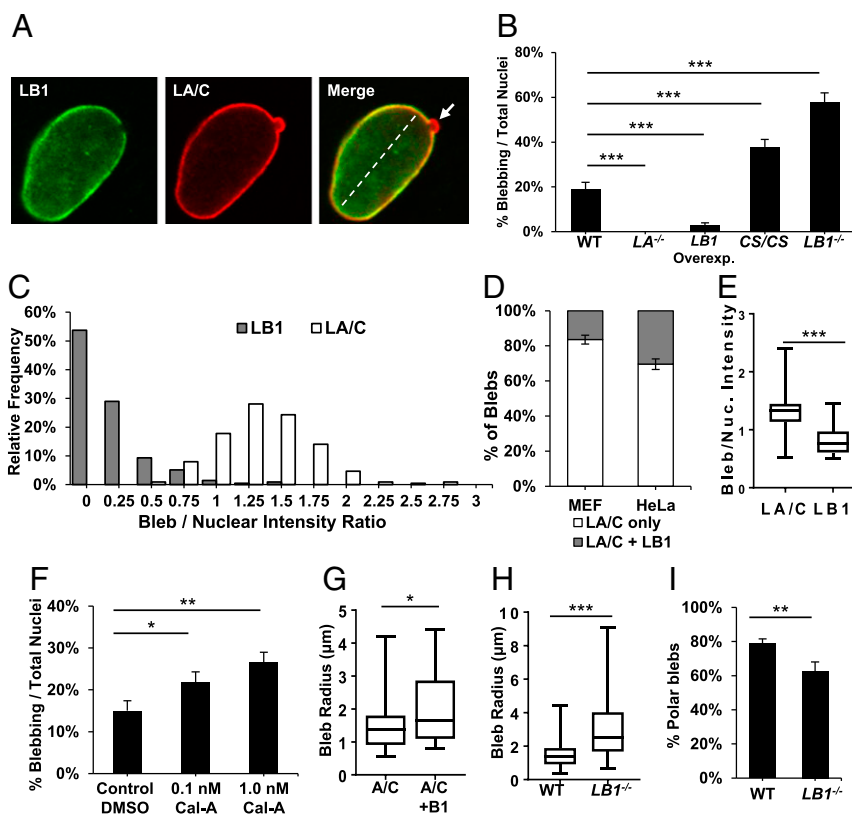 A
LB1
LA/C
Merge
B
% Blebbing / Total Nuclei
80%
60%
40%
20%
0%
***
***
***
***
WT
LA-/-
LB1
Overexp.
CS/CS
LB1-/-
C
Relative Frequency
60%
50%
40%
30%
20%
10%
0%
LB1
LA/C
0 0.25 0.5 0.75 1 1.25 1.5 1.75 2 2.25 2.5 2.75 3
Bleb / Nuclear Intensity Ratio
D
% of Blebs
100%
80%
60%
40%
20%
0%
MEF HeLa
LA/C only
LA/C + LB1
E
Bleb/Nuc. Intensity
3
2
1
0
***
LA/C LB1
F
% Blebbing / Total Nuclei
40%
30%
20%
10%
0%
**
*
Control
DMSO
0.1 nM
Cal-A
1.0 nM
Cal-A
G
Bleb Radius (µm)
5
4
3
2
1
0
*
A/C
A/C
+B1
H
Bleb Radius (µm)
10
8
6
4
2
0
***
WT LB1-/-
I
% Polar blebs
100%
80%
60%
40%
20%
0%
**
WT LB1-/-